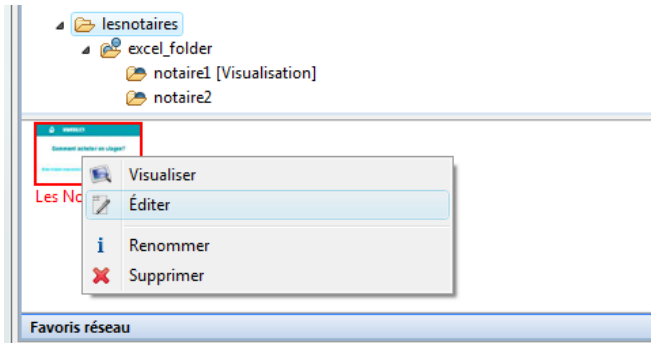 lesnotaires
excel_folder
notaire1 [Visualisation]
notaire2
Comment acheter en viager?
Les No
Visualiser
Éditer
Renommer
Supprimer
Favoris réseau